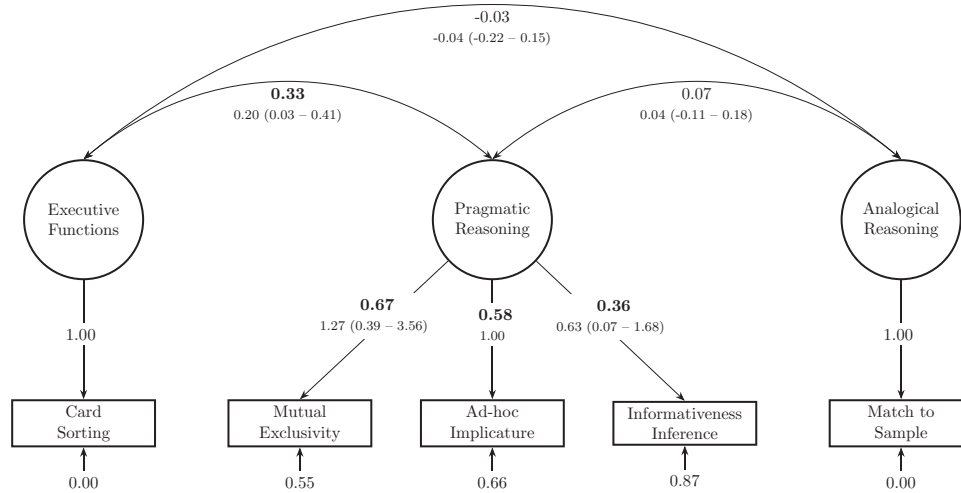 -0.03
-0.04 (-0.22 – 0.15)
0.33
0.20 (0.03 – 0.41)
0.07
0.04 (-0.11 – 0.18)
Executive
Functions
Pragmatic
Reasoning
Analogical
Reasoning
1.00
0.67
1.27 (0.39 – 3.56)
0.58
1.00
0.36
0.63 (0.07 – 1.68)
1.00
Card
Sorting
Mutual
Exclusivity
Ad-hoc
Implicature
Informativeness
Inference
Match to
Sample
0.00
0.55
0.66
0.87
0.00